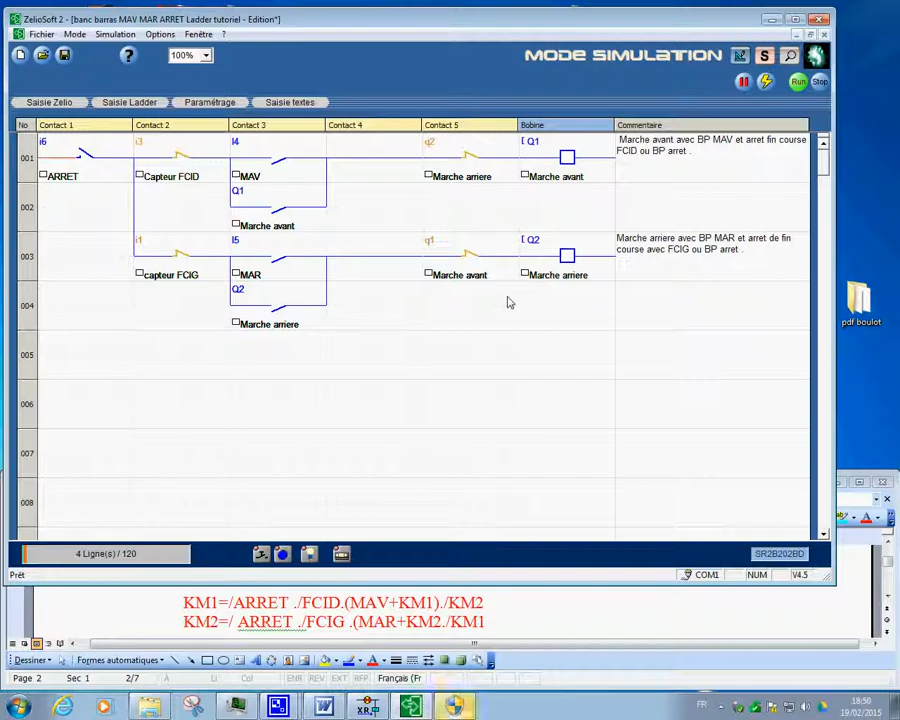 ZelioSoft 2 - [banc barras MAV MAR ARRET Ladder tutoriel - Edition*]
Fichier Mode Simulation Options Fenêtre ?
100% MODE SIMULATION S
Run Stop
Saisie Zelio Saisie Ladder Paramétrage Saisie textes
No Contact 1 Contact 2 Contact 3 Contact 4 Contact 5 Bobine Commentaire
i6 i3 I4 q2 [ Q1 Marche avant avec BP MAV et arret fin course
001 FCID ou BP arret .
ARRET Capteur FCID MAV Marche arriere Marche avant
Q1
002
Marche avant
i1 I5 q1 [ Q2 Marche arriere avec BP MAR et arret de fin
003 course avec FCIG ou BP arret .
capteur FCIG MAR Marche avant Marche arriere
Q2
004
Marche arriere
005
006
007
008
pdf boulot
4 Ligne(s) / 120 SR2B202BD
Prêt COM1 NUM V4.5
KM1=/ARRET ./FCID.(MAV+KM1)./KM2
KM2=/ ARRET ./FCIG .(MAR+KM2./KM1
Dessiner Formes automatiques
Page 2 Sec 1 2/7 À Li Col ENR REV EXT RFP Français (Fr
FR 18:50
19/02/2015